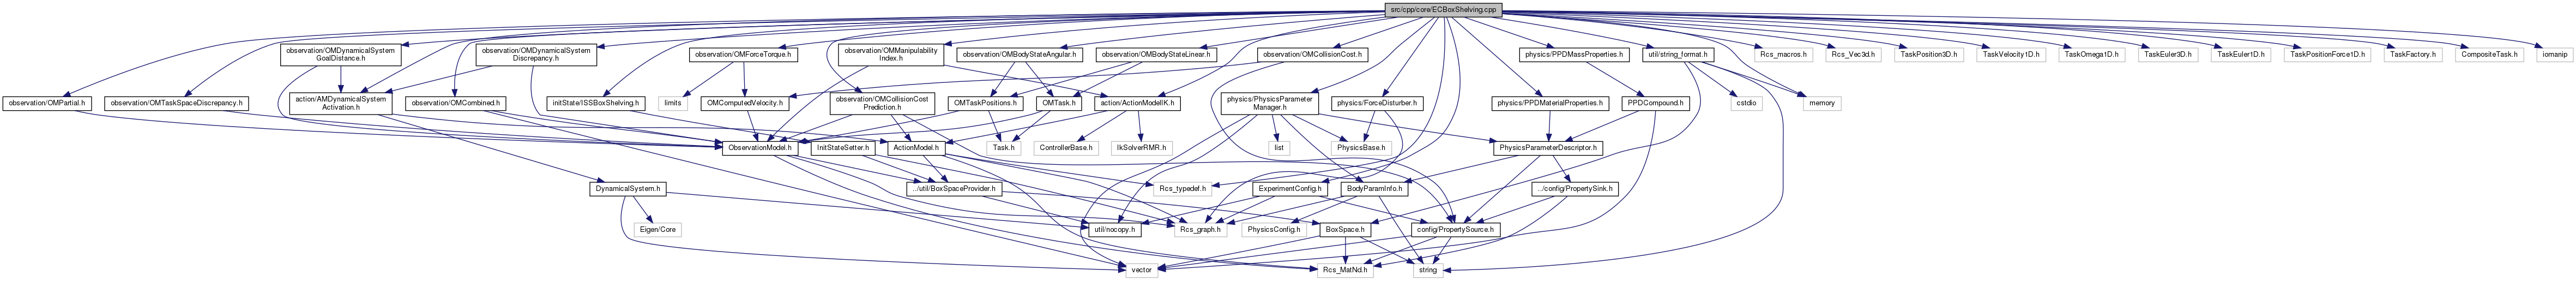 src/cpp/core/ECBoxShelving.cpp
observation/OMDynamicalSystem
GoalDistance.h
observation/OMDynamicalSystem
Discrepancy.h
observation/OMForceTorque.h
observation/OMManipulability
Index.h
observation/OMBodyStateAngular.h
observation/OMBodyStateLinear.h
observation/OMCollisionCost.h
physics/PPDMassProperties.h
util/string_format.h
Rcs_macros.h
Rcs_Vec3d.h
TaskPosition3D.h
TaskVelocity1D.h
TaskOmega1D.h
TaskEuler3D.h
TaskEuler1D.h
TaskPositionForce1D.h
TaskFactory.h
CompositeTask.h
iomanip
observation/OMPartial.h
observation/OMTaskSpaceDiscrepancy.h
action/AMDynamicalSystem
Activation.h
observation/OMCombined.h
initState/ISSBoxShelving.h
limits
OMComputedVelocity.h
observation/OMCollisionCost
Prediction.h
OMTaskPositions.h
OMTask.h
action/ActionModelIK.h
physics/PhysicsParameter
Manager.h
physics/ForceDisturber.h
physics/PPDMaterialProperties.h
PPDCompound.h
cstdio
memory
ObservationModel.h
InitStateSetter.h
ActionModel.h
Task.h
ControllerBase.h
IkSolverRMR.h
list
PhysicsBase.h
PhysicsParameterDescriptor.h
DynamicalSystem.h
../util/BoxSpaceProvider.h
Rcs_typedef.h
ExperimentConfig.h
BodyParamInfo.h
../config/PropertySink.h
Eigen/Core
util/nocopy.h
Rcs_graph.h
PhysicsConfig.h
BoxSpace.h
config/PropertySource.h
vector
Rcs_MatNd.h
string